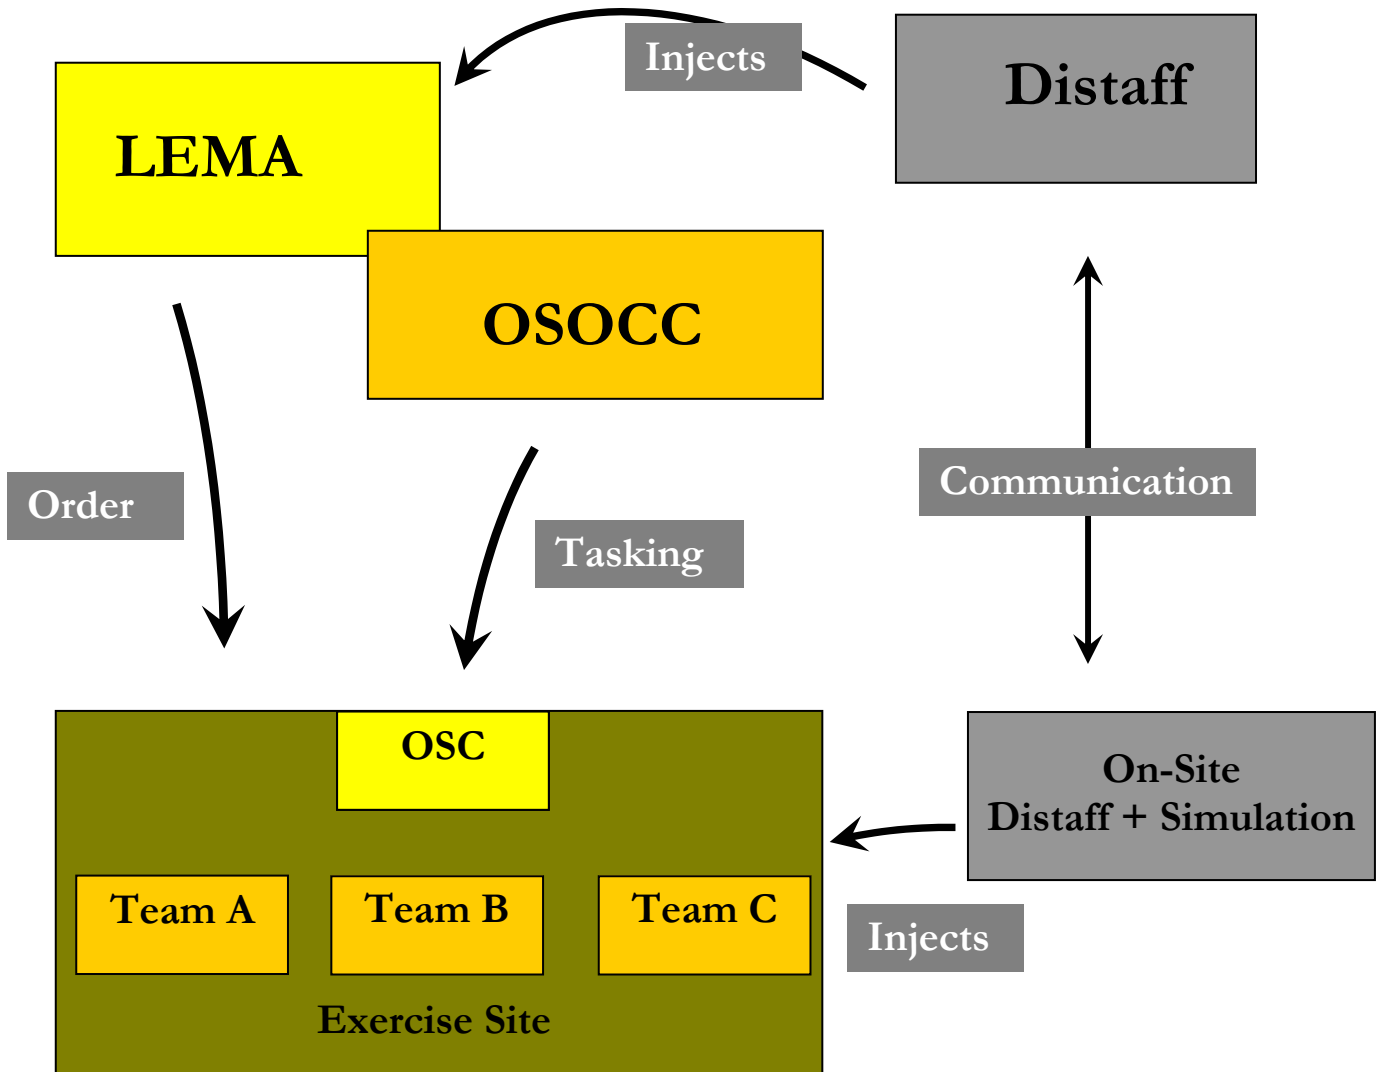 Injects
Distaff
LEMA
OSOCC
Order
Tasking
Communication
OSC
On-Site
Distaff + Simulation
Team A
Team B
Team C
Injects
Exercise Site